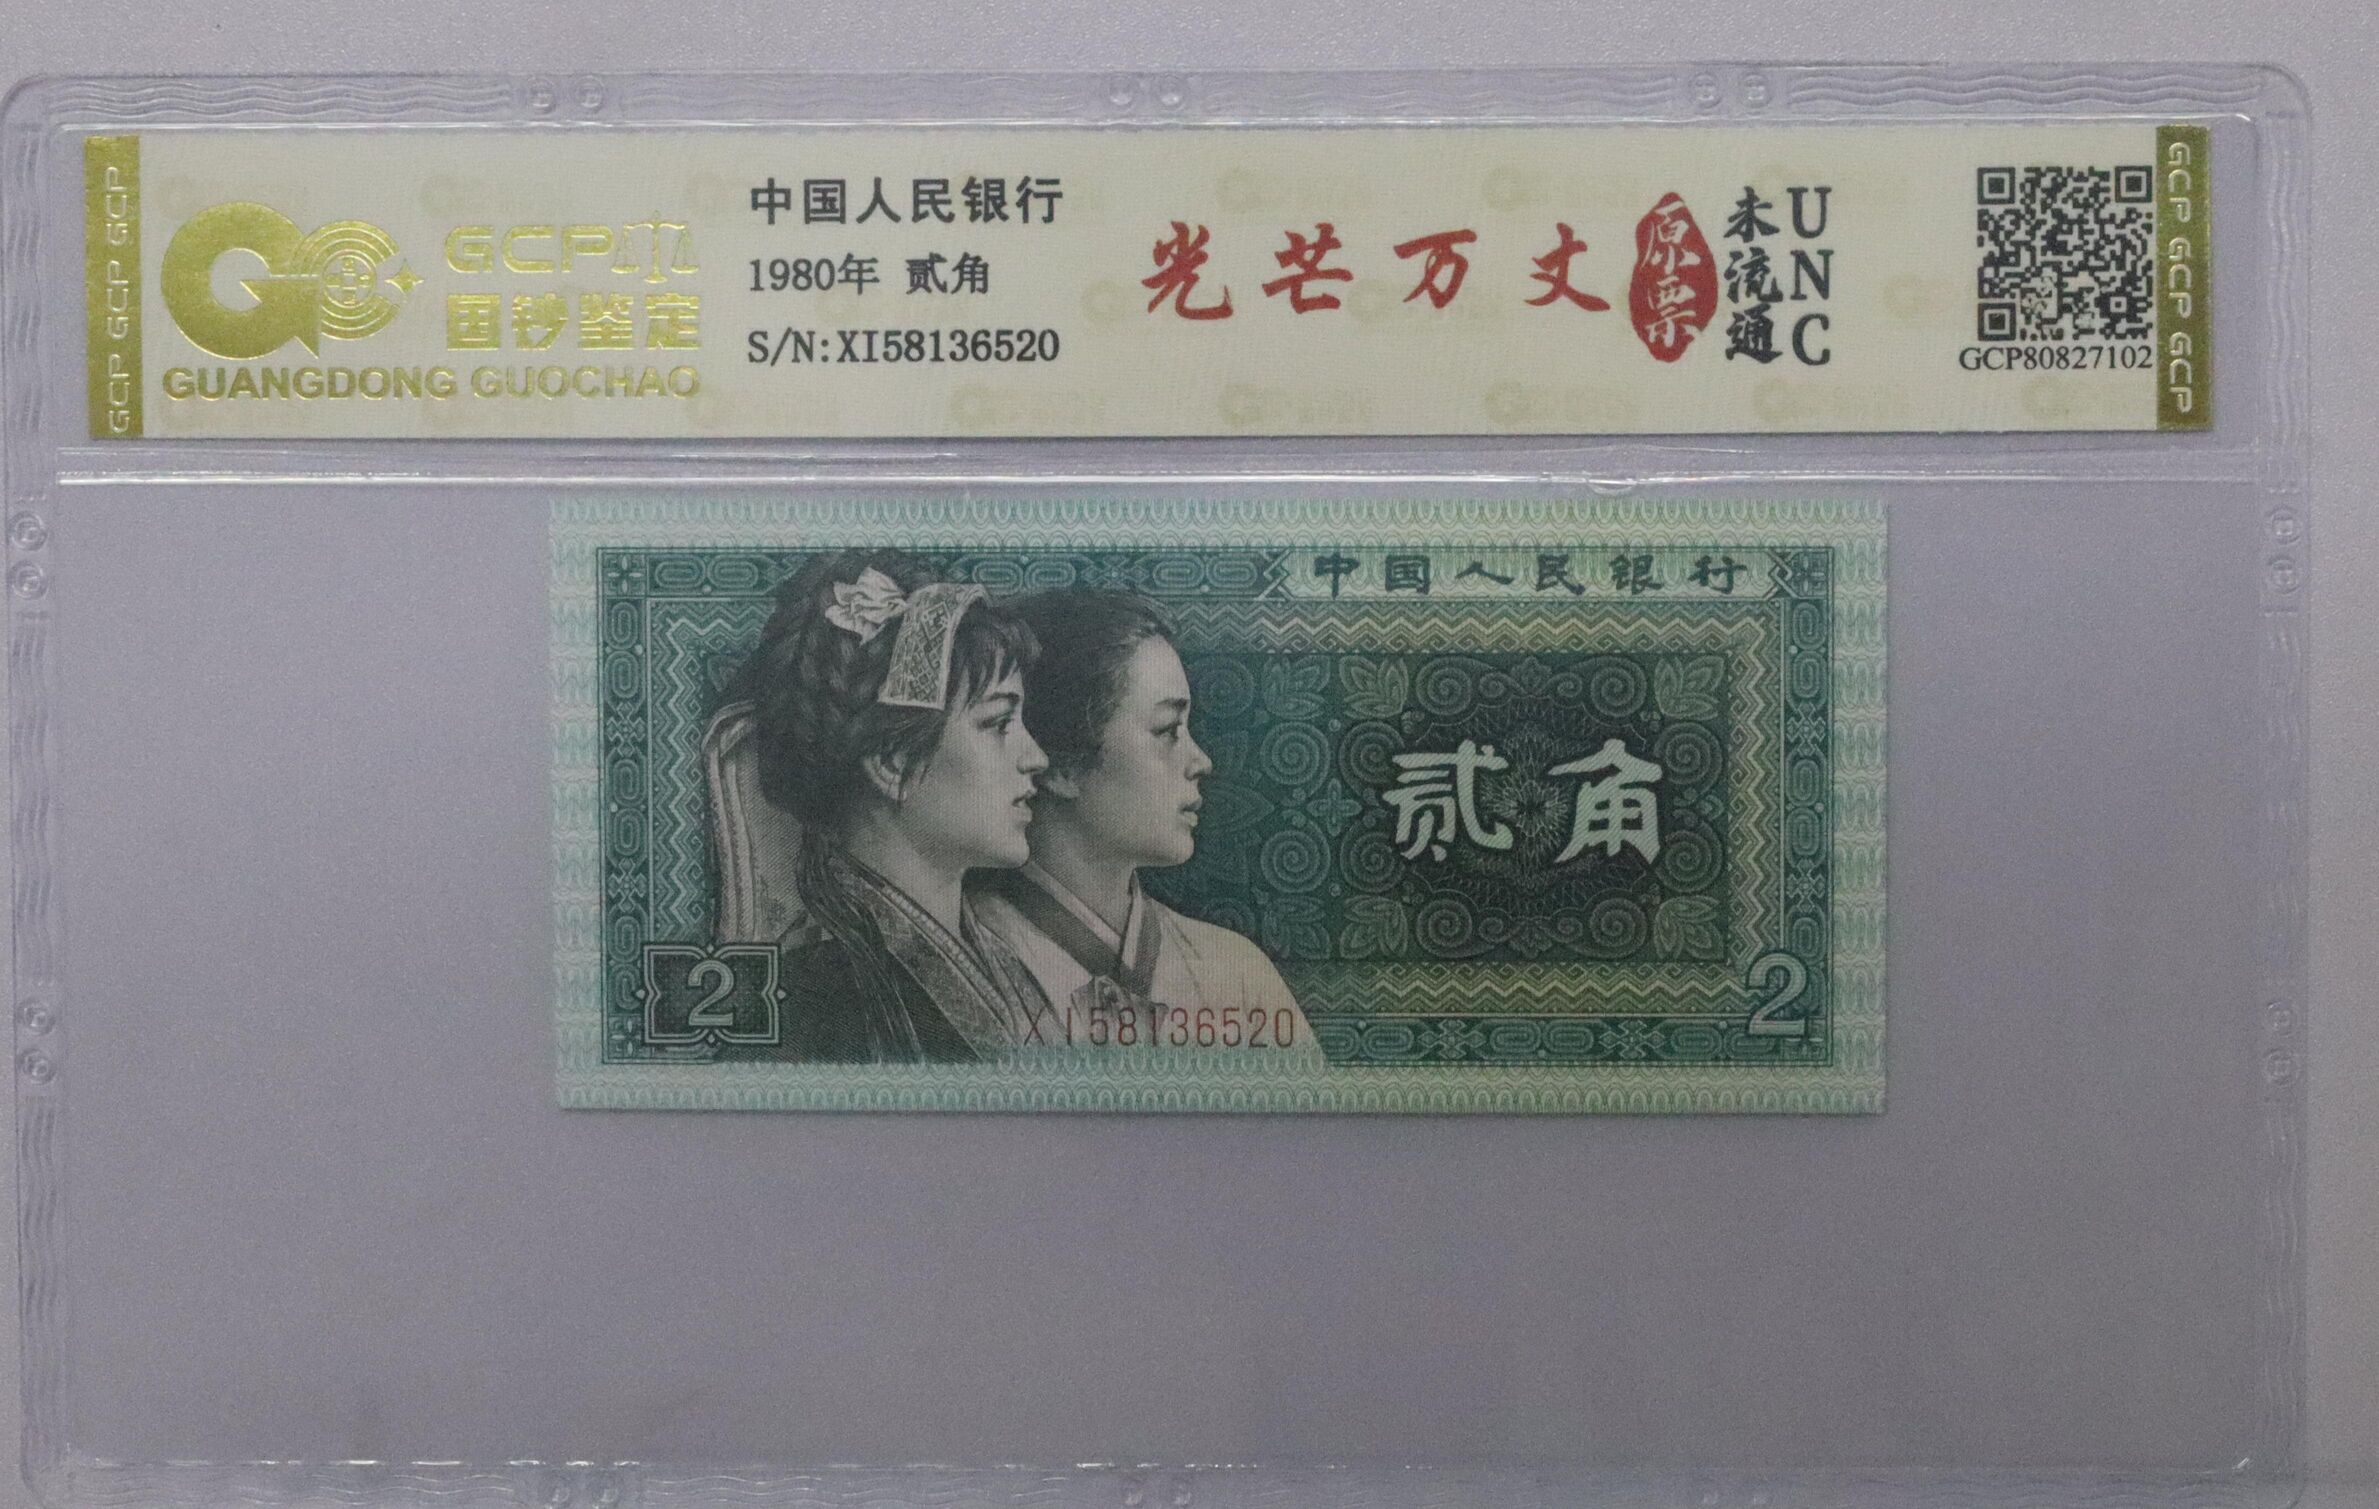 GCP GCP GCP
GCP
国钞鉴定
GUANGDONG GUOCHAO
中国人民银行
1980年 贰角
S/N:XI58136520
光芒万丈
原票
未流通
UNC
GCP80827102
GCP GCP GCP
中国人民银行
贰角
2
2
XI58136520